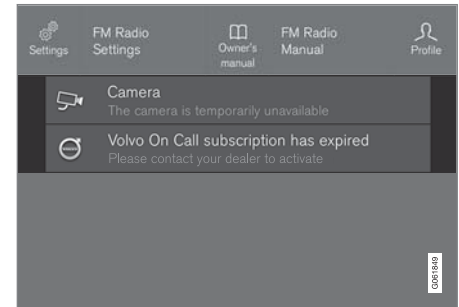 Settings
FM Radio
Settings
Owner's
manual
FM Radio
Manual
Profile
Camera
The camera is temporarily unavailable
Volvo On Call subscription has expired
Please contact your dealer to activate
G061849